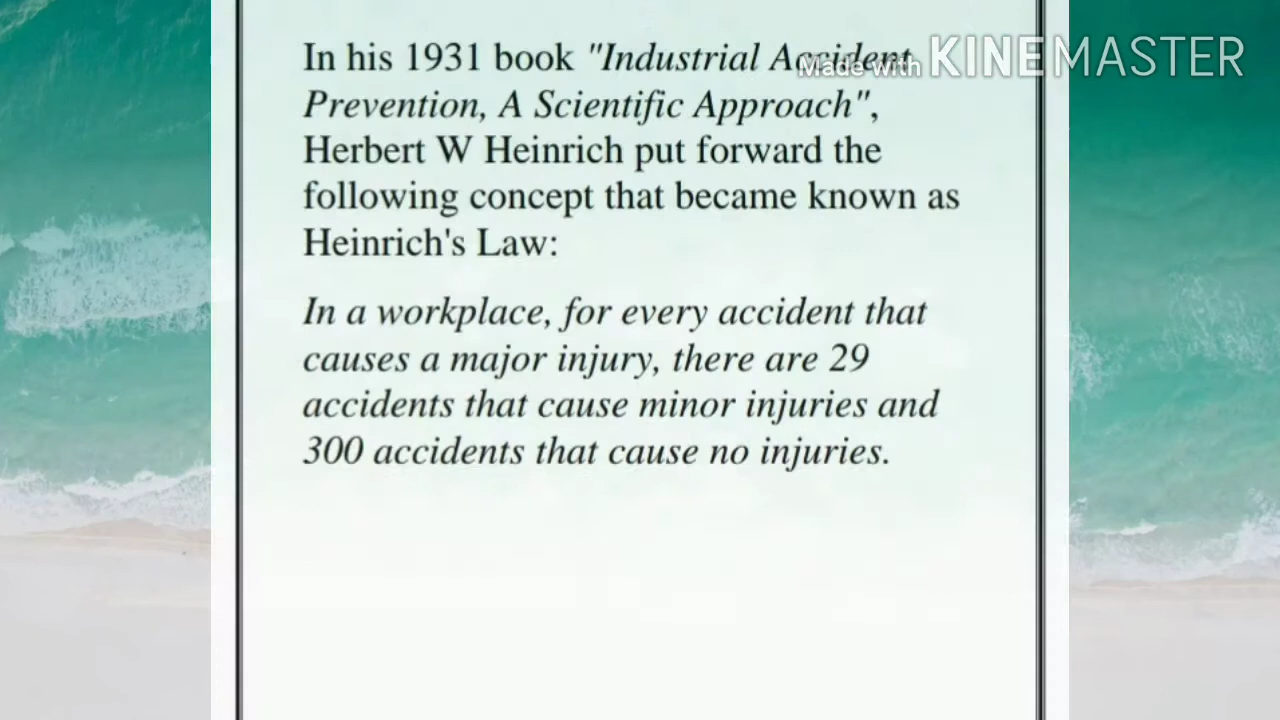 In his 1931 book "Industrial Accident
Made with KINEMASTER
Prevention, A Scientific Approach",
Herbert W Heinrich put forward the
following concept that became known as
Heinrich's Law:
In a workplace, for every accident that
causes a major injury, there are 29
accidents that cause minor injuries and
300 accidents that cause no injuries.